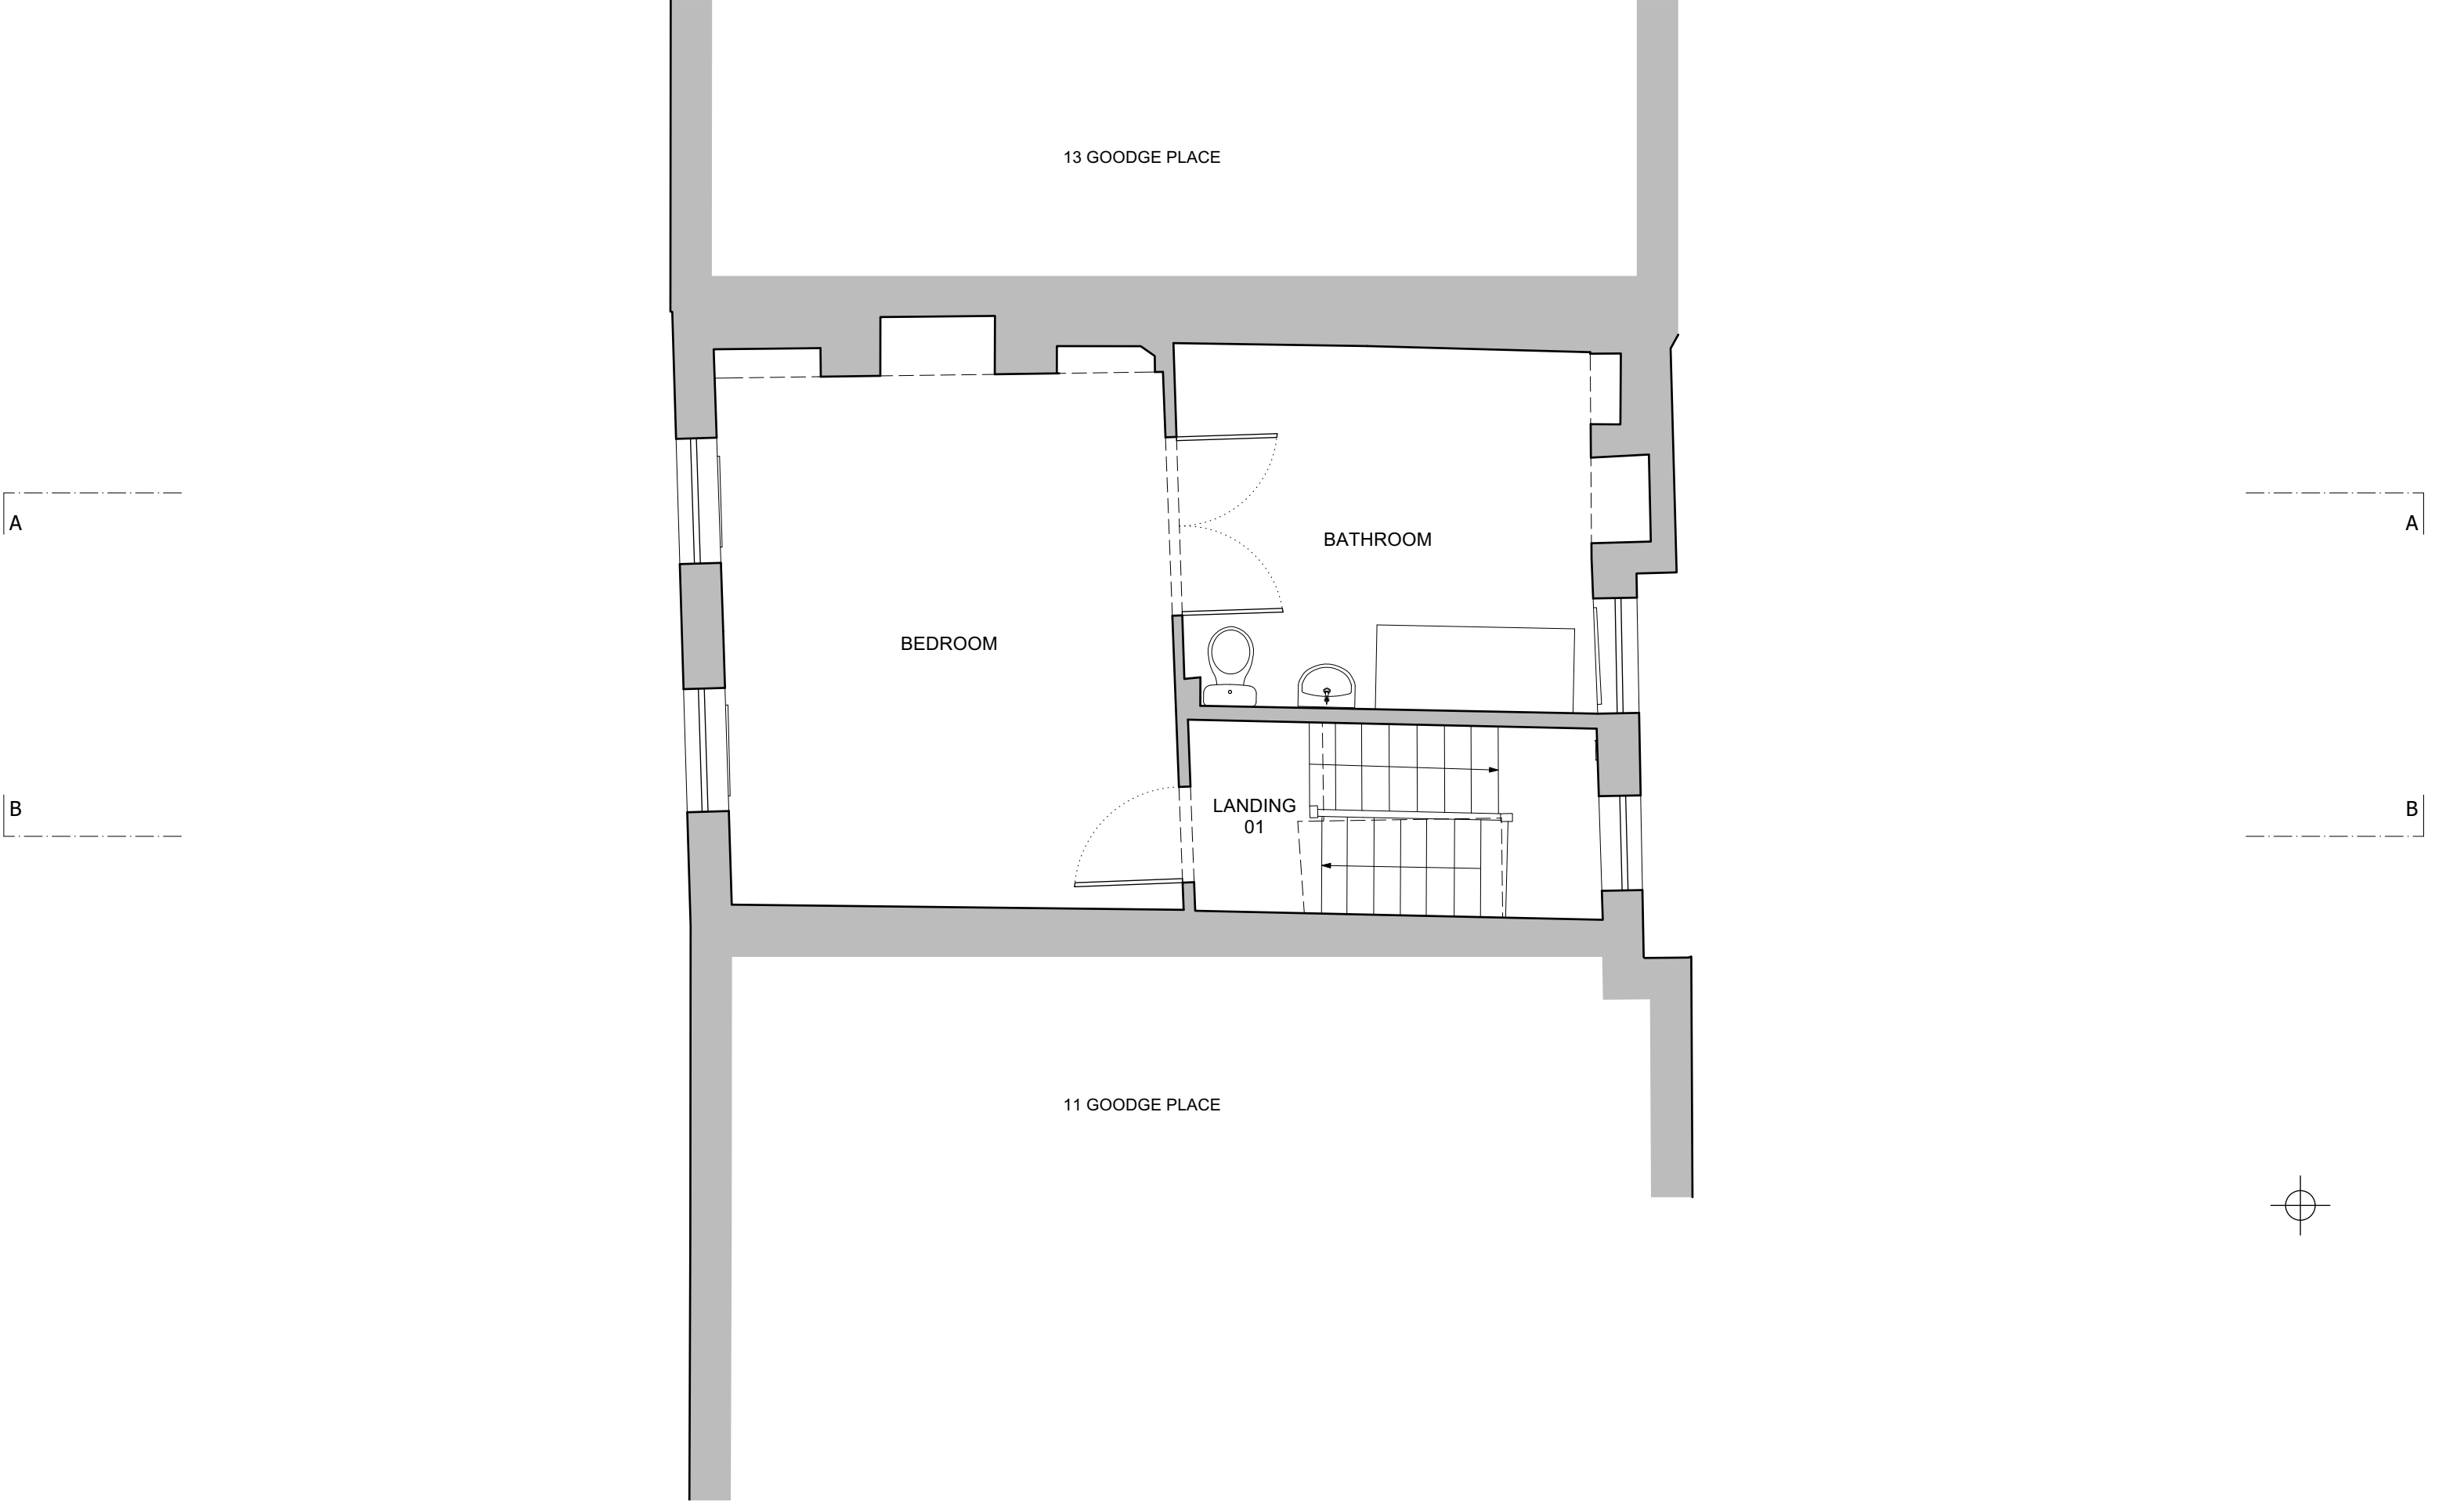 13 GOODGE PLACE
A
A
BATHROOM
BEDROOM
LANDING
01
B
B
11 GOODGE PLACE